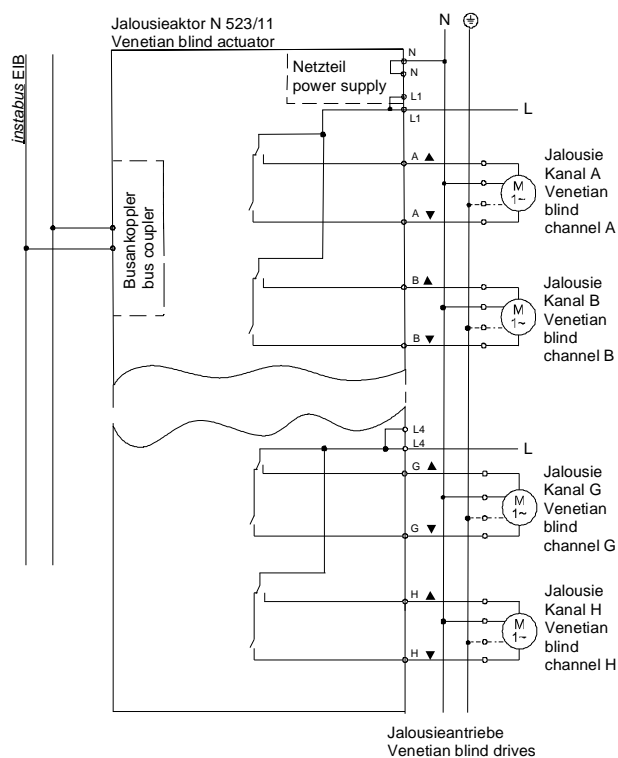 Jalousieaktor N 523/11
Venetian blind actuator
N
instabus EIB
Netzteil
power supply
N
N
L1
L1
L
Busankoppler
bus coupler
A ▲
A ▼
M
1~
Jalousie
Kanal A
Venetian
blind
channel A
B ▲
B ▼
M
1~
Jalousie
Kanal B
Venetian
blind
channel B
L4
L4
L
G ▲
G ▼
M
1~
Jalousie
Kanal G
Venetian
blind
channel G
H ▲
H ▼
M
1~
Jalousie
Kanal H
Venetian
blind
channel H
Jalousieantriebe
Venetian blind drives